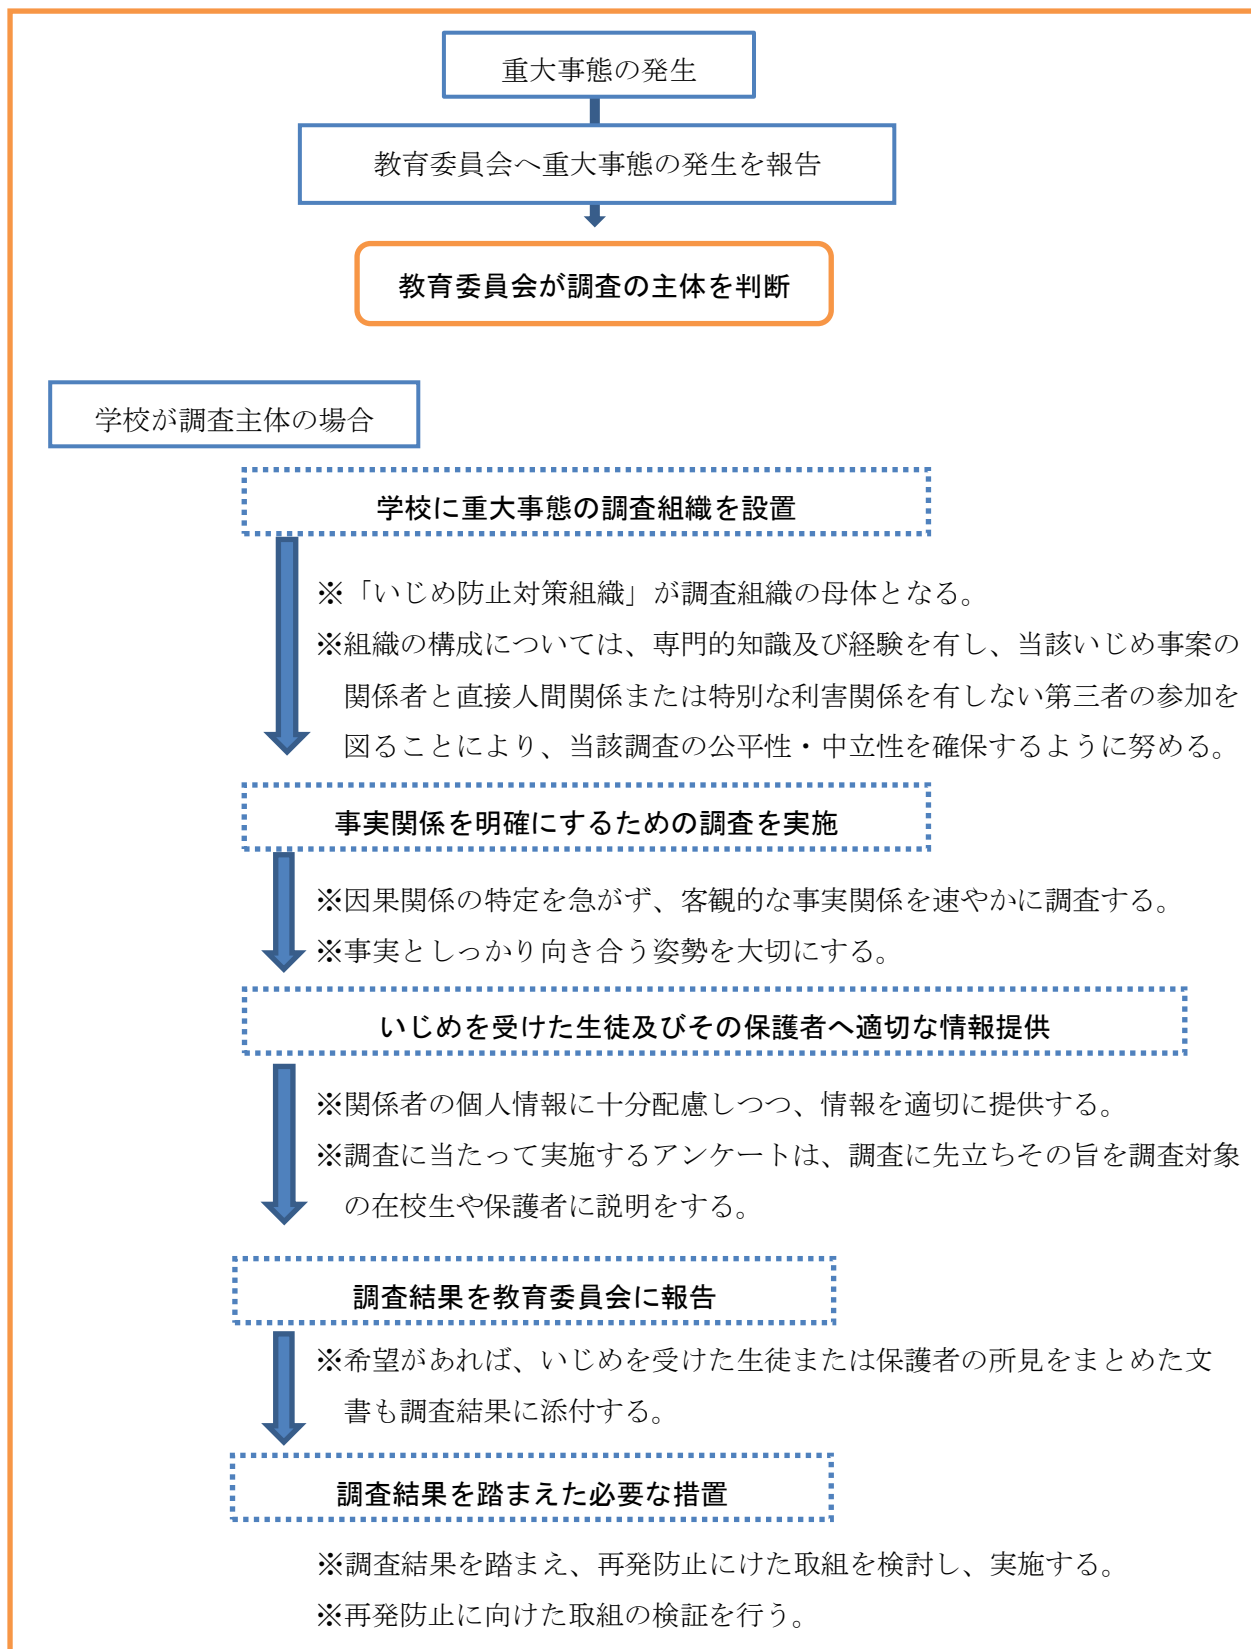 重大事態の発生
教育委員会へ重大事態の発生を報告
教育委員会が調査の主体を判断
学校が調査主体の場合
学校に重大事態の調査組織を設置
※「いじめ防止対策組織」が調査組織の母体となる。
※組織の構成については、専門的知識及び経験を有し、当該いじめ事案の
関係者と直接人間関係または特別な利害関係を有しない第三者の参加を
図ることにより、当該調査の公平性・中立性を確保するように努める。
事実関係を明確にするための調査を実施
※因果関係の特定を急がず、客観的な事実関係を速やかに調査する。
※事実としっかり向き合う姿勢を大切にする。
いじめを受けた生徒及びその保護者へ適切な情報提供
※関係者の個人情報に十分配慮しつつ、情報を適切に提供する。
※調査に当たって実施するアンケートは、調査に先立ちその旨を調査対象
の在校生や保護者に説明をする。
調査結果を教育委員会に報告
※希望があれば、いじめを受けた生徒または保護者の所見をまとめた文
書も調査結果に添付する。
調査結果を踏まえた必要な措置
※調査結果を踏まえ、再発防止にけた取組を検討し、実施する。
※再発防止に向けた取組の検証を行う。